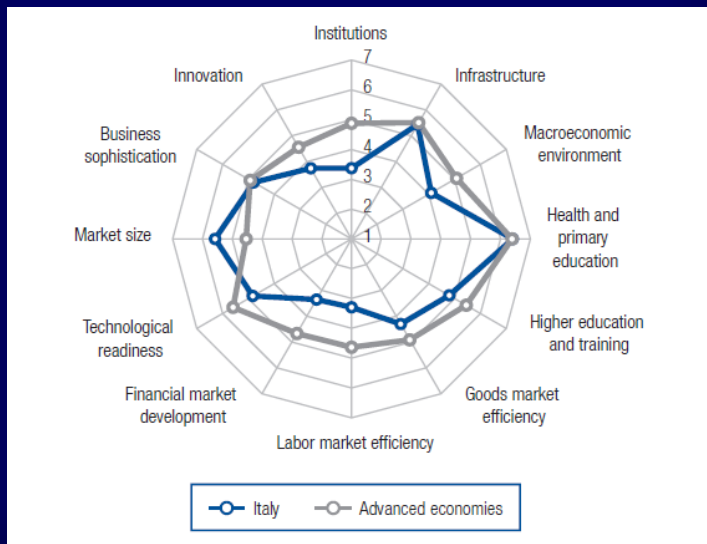 Institutions
7
6
5
4
3
2
1
Infrastructure
Macroeconomic
environment
Health and
primary
education
Higher education
and training
Goods market
efficiency
Labor market efficiency
Financial market
development
Technological
readiness
Market size
Business
sophistication
Innovation
Italy
Advanced economies